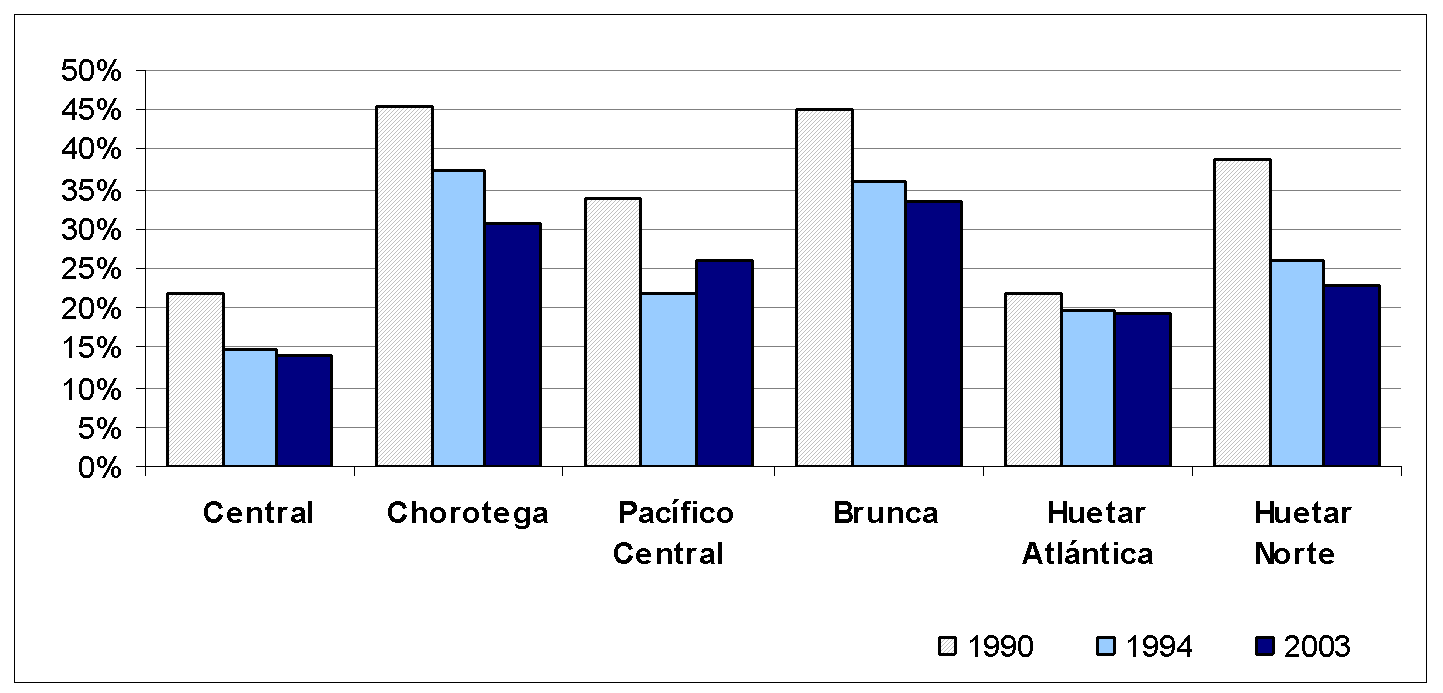 50%
45%
40%
35%
30%
25%
20%
15%
10%
5%
0%
Central
Chorotega
Pacífico
Central
Brunca
Huetar
Atlántica
Huetar
Norte
1990 1994 2003